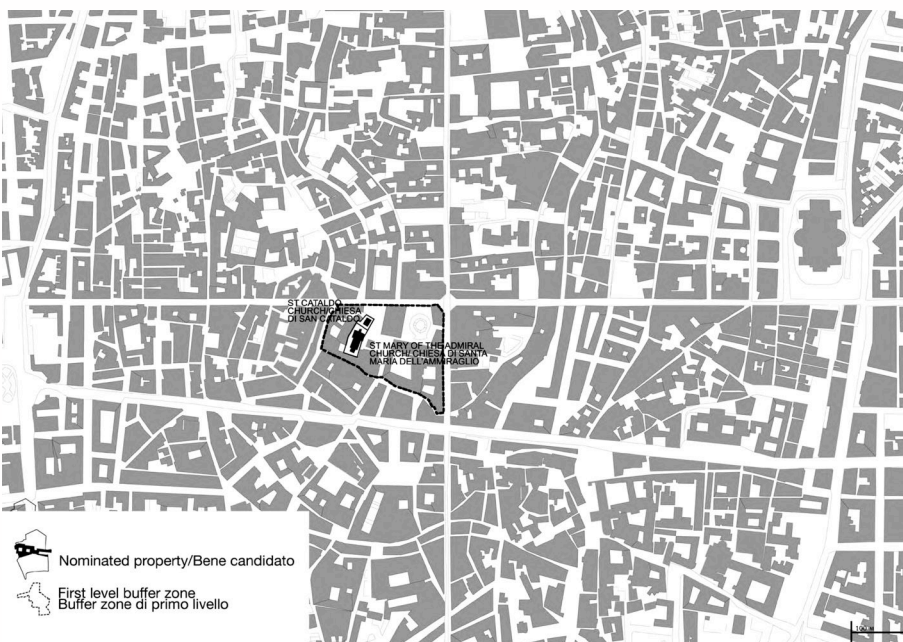 ST CATALDO
CHURCH/CHIESA
DI SAN CATALDO
ST MARY OF THE ADMIRAL
CHURCH/ CHIESA DI SANTA
MARIA DELL'AMMIRAGLIO
Nominated property/Bene candidato
First level buffer zone
Buffer zone di primo livello